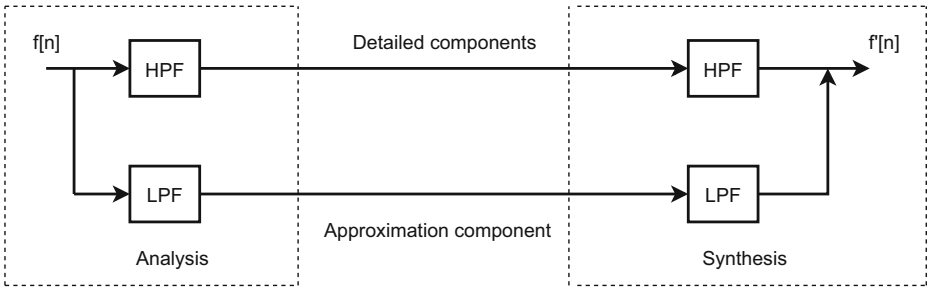 f[n]
HPF
Detailed components
HPF
f'[n]
LPF
LPF
Approximation component
Analysis
Synthesis